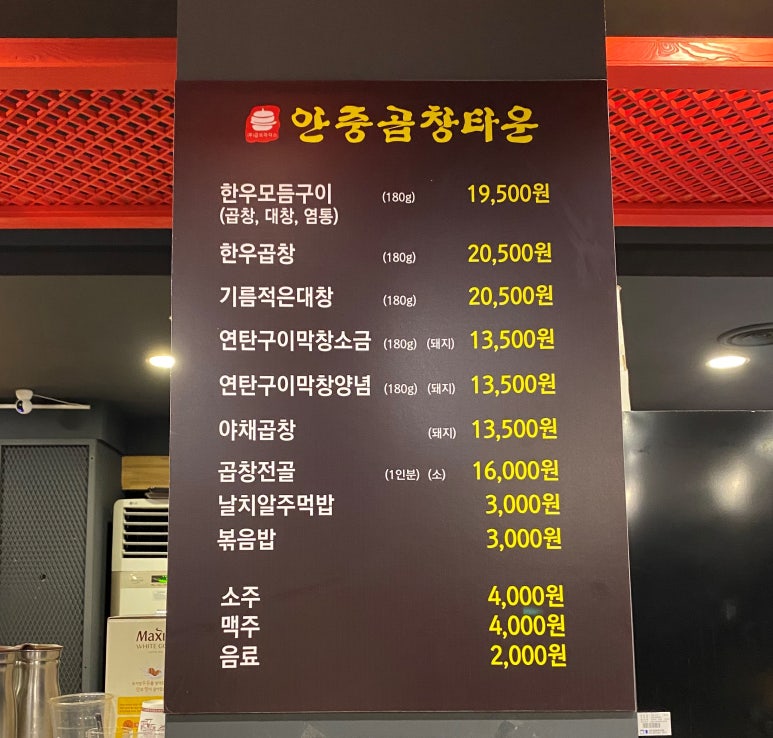 안중곱창타운
한우모듬구이 (180g) 19,500원
(곱창, 대창, 염통)
한우곱창 (180g) 20,500원
기름적은대창 (180g) 20,500원
연탄구이막창소금 (180g) (돼지) 13,500원
연탄구이막창양념 (180g) (돼지) 13,500원
야채곱창 (돼지) 13,500원
곱창전골 (1인분) (소) 16,000원
날치알주먹밥 3,000원
볶음밥 3,000원
소주 4,000원
맥주 4,000원
음료 2,000원